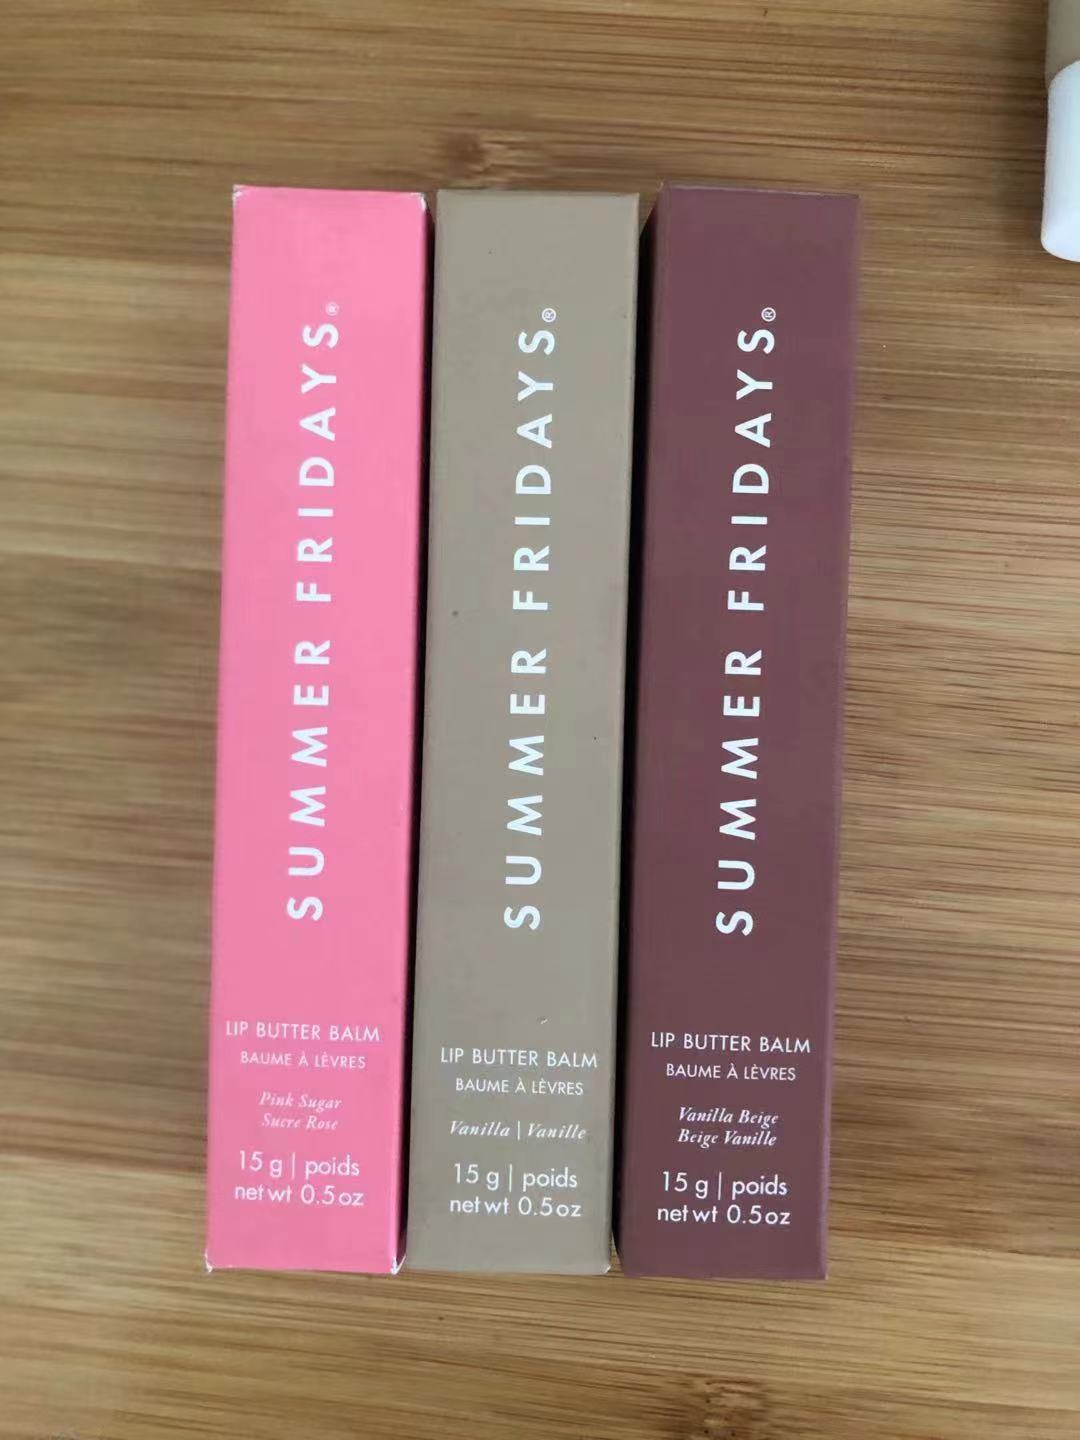 SUMMER FRIDAYS®
LIP BUTTER BALM
BAUME À LÈVRES
Pink Sugar
Sucre Rose
15 g | poids
net wt 0.5 oz
SUMMER FRIDAYS®
LIP BUTTER BALM
BAUME À LÈVRES
Vanilla | Vanille
15 g | poids
net wt 0.5 oz
SUMMER FRIDAYS®
LIP BUTTER BALM
BAUME À LÈVRES
Vanilla Beige
Beige Vanille
15 g | poids
net wt 0.5 oz